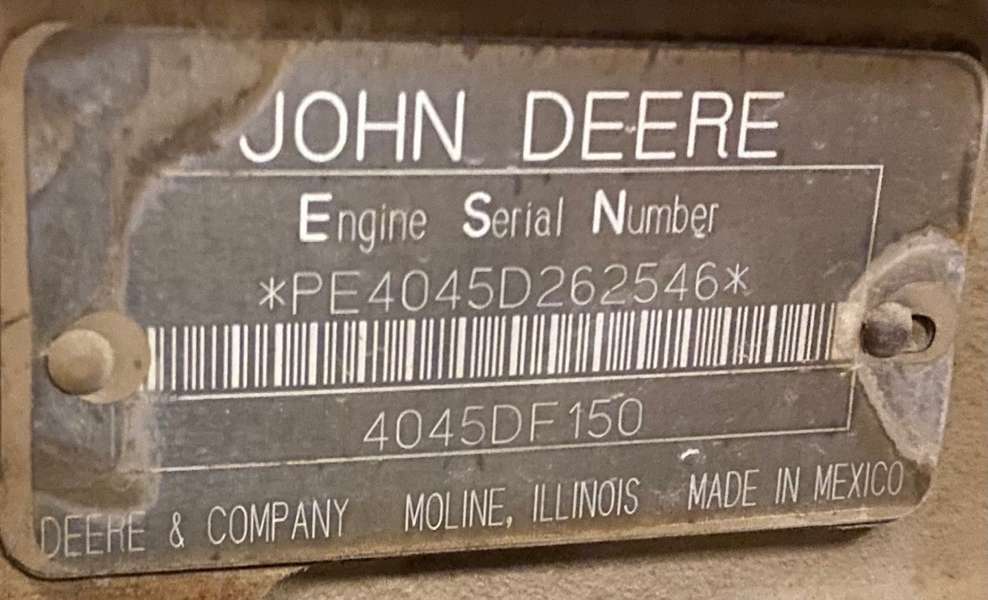 JOHN DEERE
Engine Serial Number
*PE4045D262546*
4045DF150
DEERE & COMPANY MOLINE, ILLINOIS MADE IN MEXICO